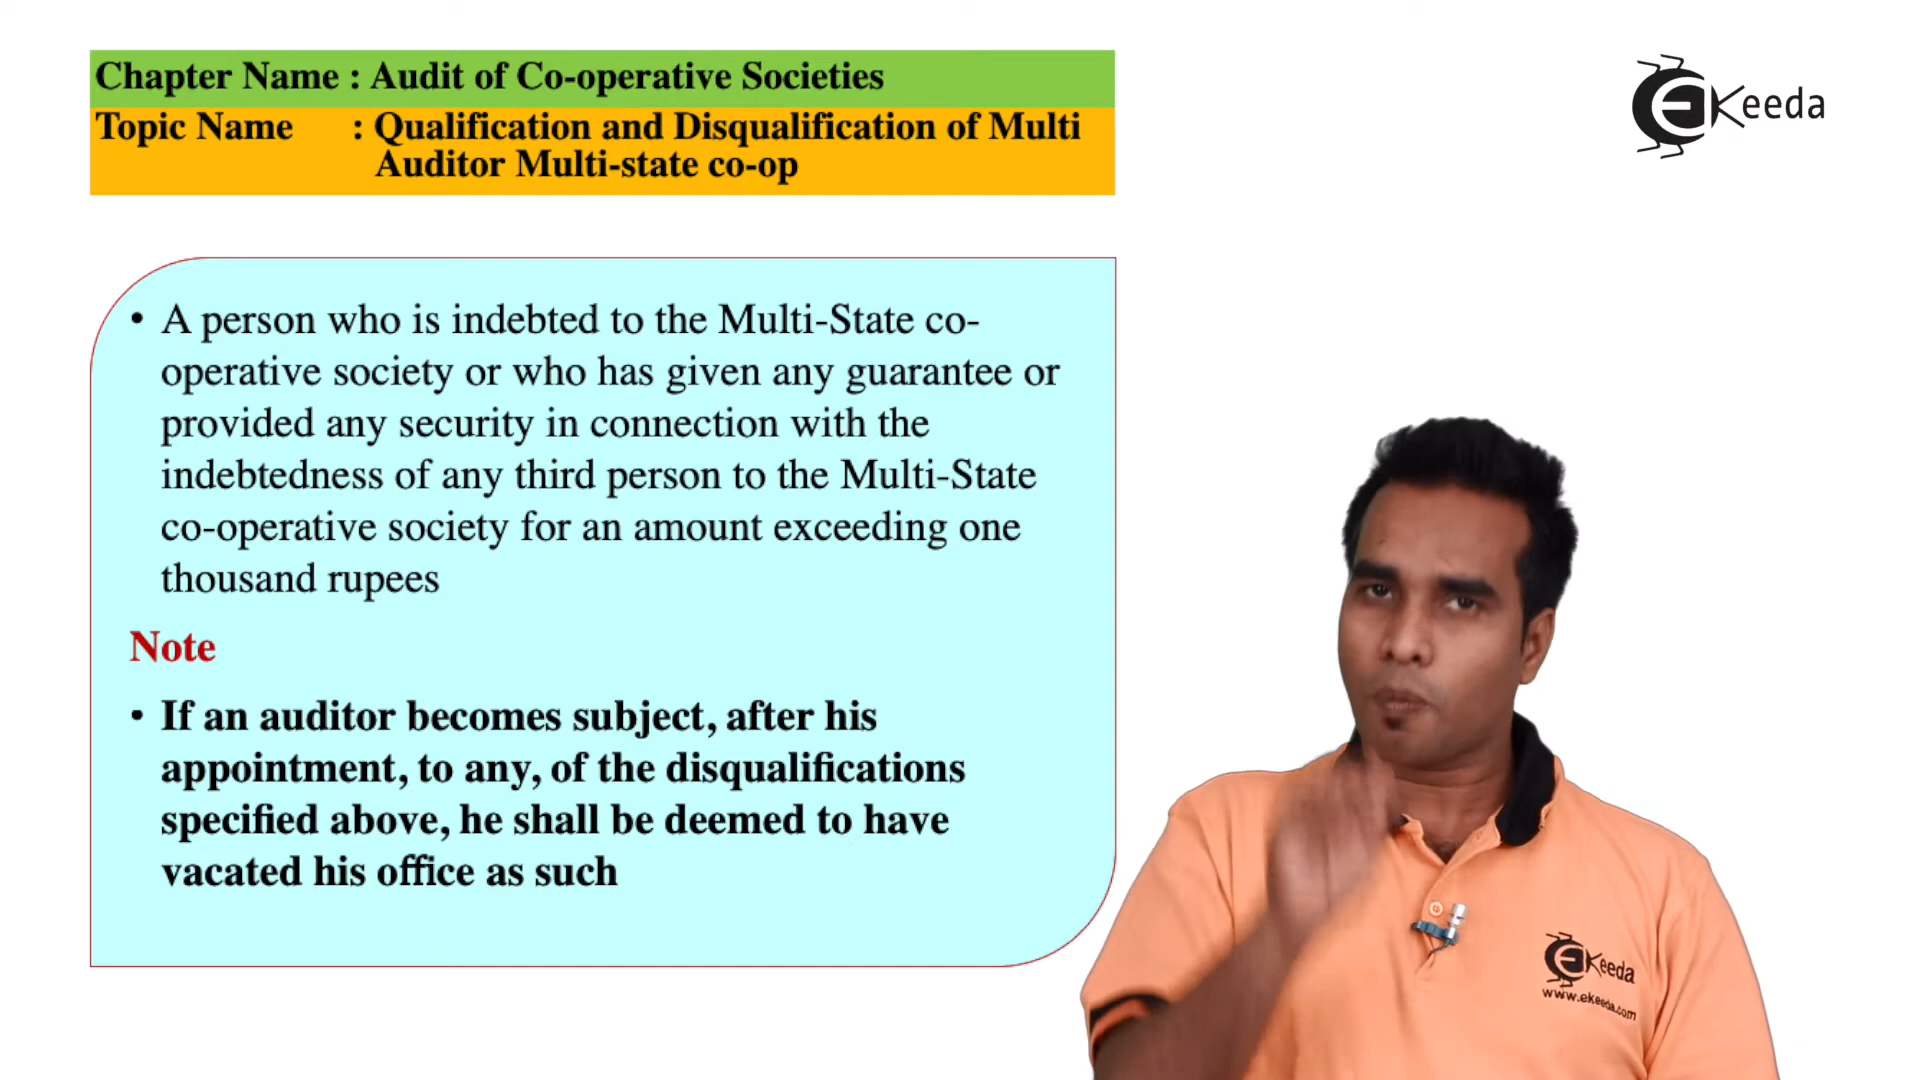 Chapter Name : Audit of Co-operative Societies
Topic Name : Qualification and Disqualification of Multi
Auditor Multi-state co-op
eKeeda
• A person who is indebted to the Multi-State co-
operative society or who has given any guarantee or
provided any security in connection with the
indebtedness of any third person to the Multi-State
co-operative society for an amount exceeding one
thousand rupees
Note
• If an auditor becomes subject, after his
appointment, to any, of the disqualifications
specified above, he shall be deemed to have
vacated his office as such
eKeeda
www.ekeeda.com